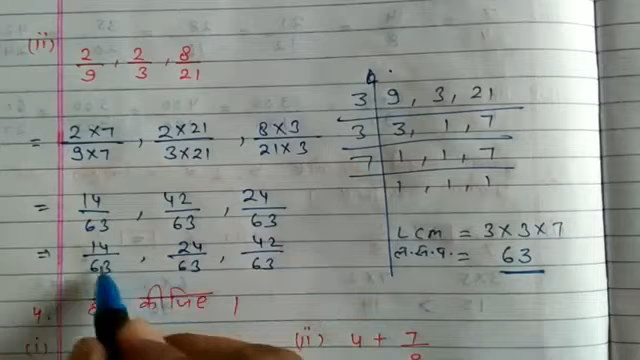 (ii) 2/9 , 2/3 , 8/21
= 2×7/9×7 , 2×21/3×21 , 8×3/21×3
= 14/63 , 42/63 , 24/63
⇒ 14/63 , 24/63 , 42/63
3 | 9, 3, 21
3 | 3, 1, 7
7 | 1, 1, 7
1, 1, 1
LCM = 3×3×7
ल.स.प. = 63
4. कीजिए ।
(i)
(ii) 4 + 7/8